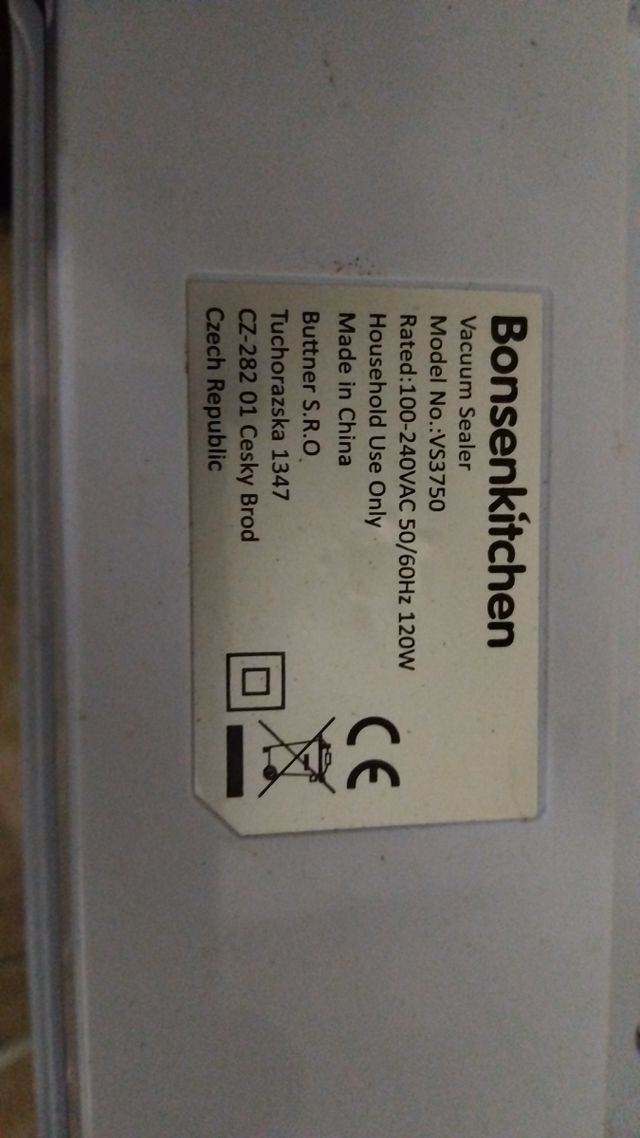 Bonsenkitchen
Vacuum Sealer
Model No.:VS3750
Rated:100-240VAC 50/60Hz 120W
Household Use Only
Made in China
Buttner S.R.O.
Tuchorazska 1347
CZ-282 01 Cesky Brod
Czech Republic
CE